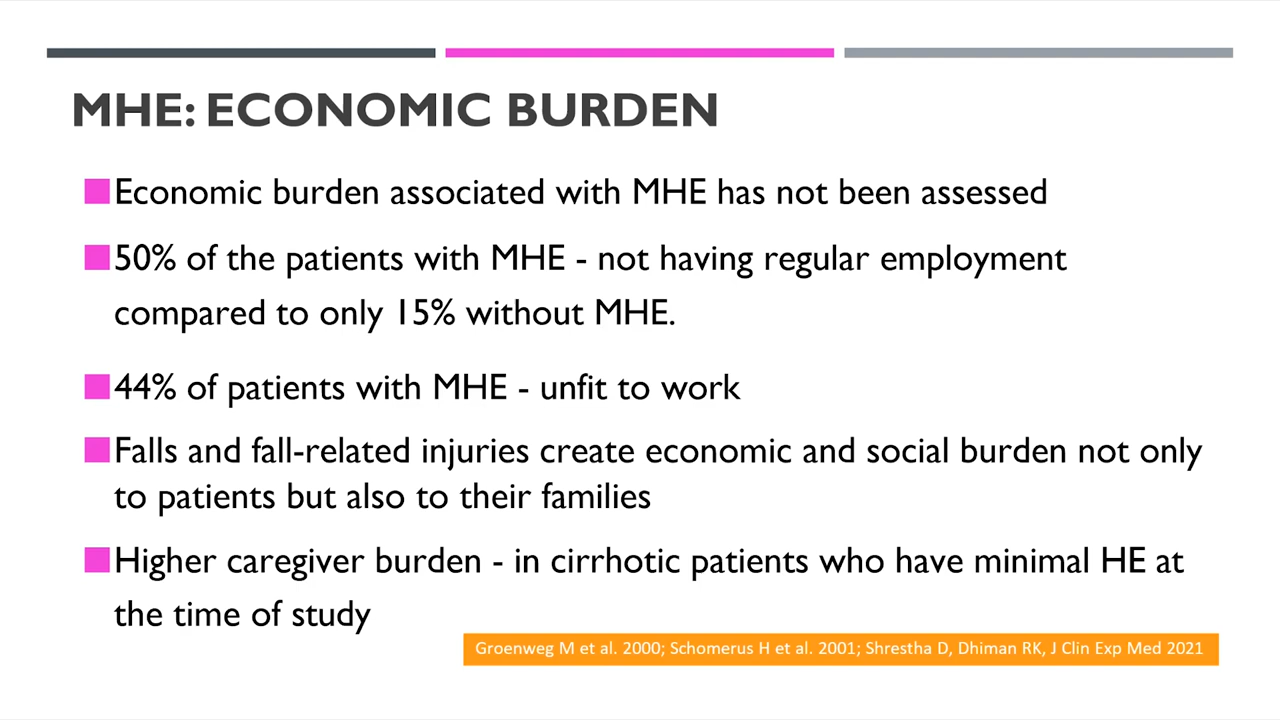 MHE: ECONOMIC BURDEN
Economic burden associated with MHE has not been assessed
50% of the patients with MHE - not having regular employment
compared to only 15% without MHE.
44% of patients with MHE - unfit to work
Falls and fall-related injuries create economic and social burden not only
to patients but also to their families
Higher caregiver burden - in cirrhotic patients who have minimal HE at
the time of study
Groenweg M et al. 2000; Schomerus H et al. 2001; Shrestha D, Dhiman RK, J Clin Exp Med 2021